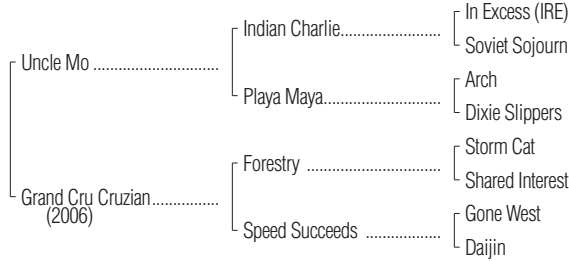 In Excess (IRE)
Indian Charlie....................
Soviet Sojourn
Uncle Mo .........................
Arch
Playa Maya........................
Dixie Slippers
Storm Cat
Forestry ...........................
Shared Interest
Grand Cru Cruzian.............
(2006)
Gone West
Speed Succeeds ...............
Daijin